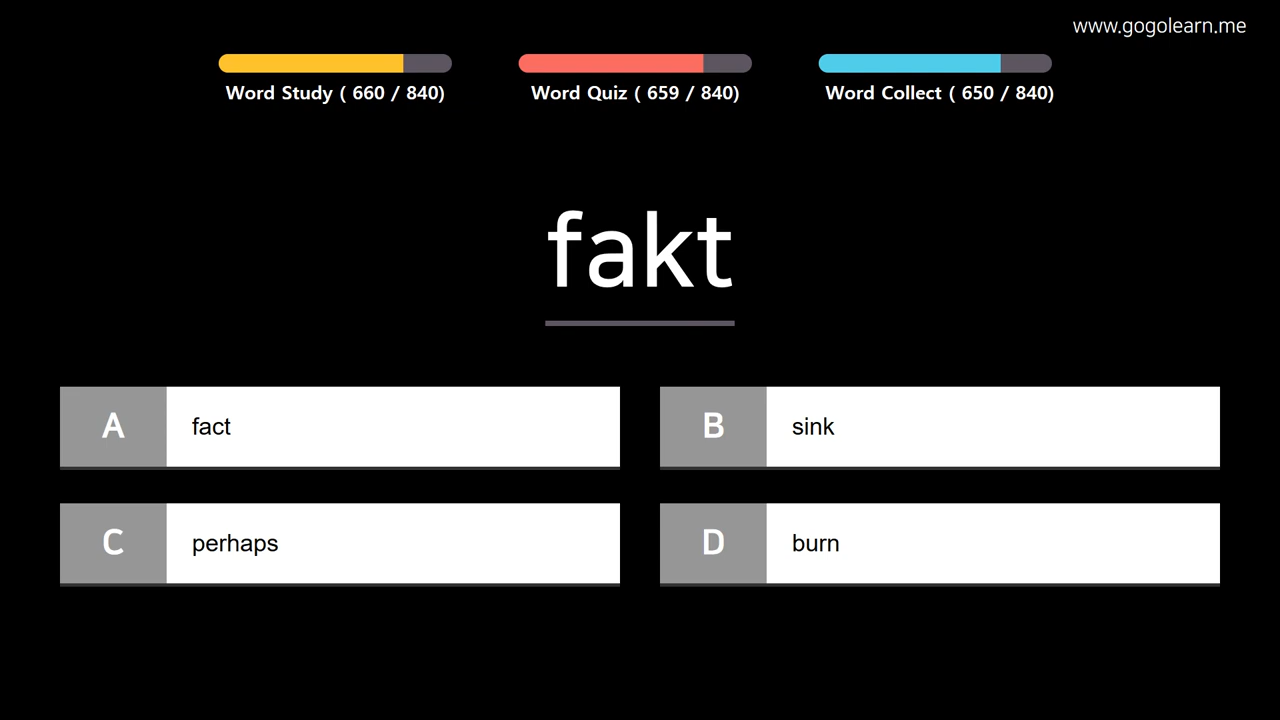 www.gogolearn.me
Word Study ( 660 / 840)
Word Quiz ( 659 / 840)
Word Collect ( 650 / 840)
fakt
A fact
B sink
C perhaps
D burn